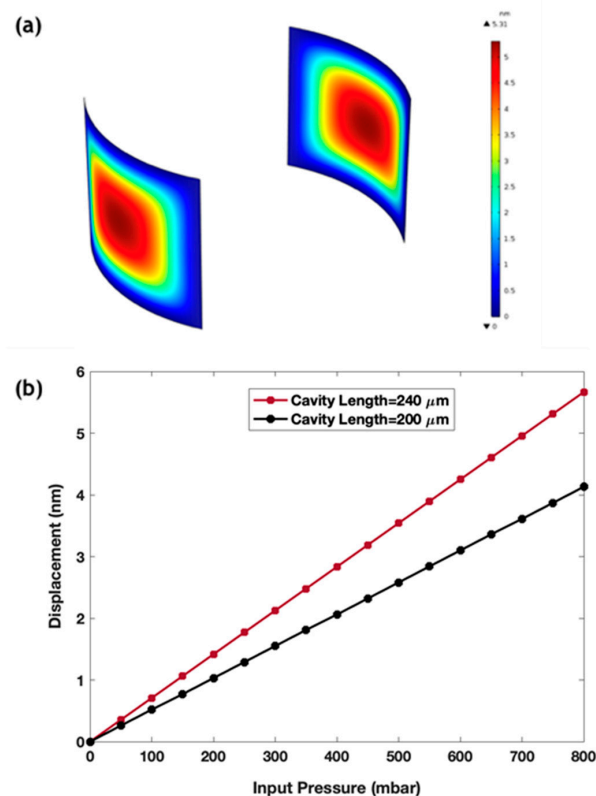 (a)
nm
▲ 5.31
5
4.5
4
3.5
3
2.5
2
1.5
1
0.5
0
▼ 0
(b)
6
5
4
3
2
1
0
Displacement (nm)
Cavity Length=240 μm
Cavity Length=200 μm
0 100 200 300 400 500 600 700 800
Input Pressure (mbar)